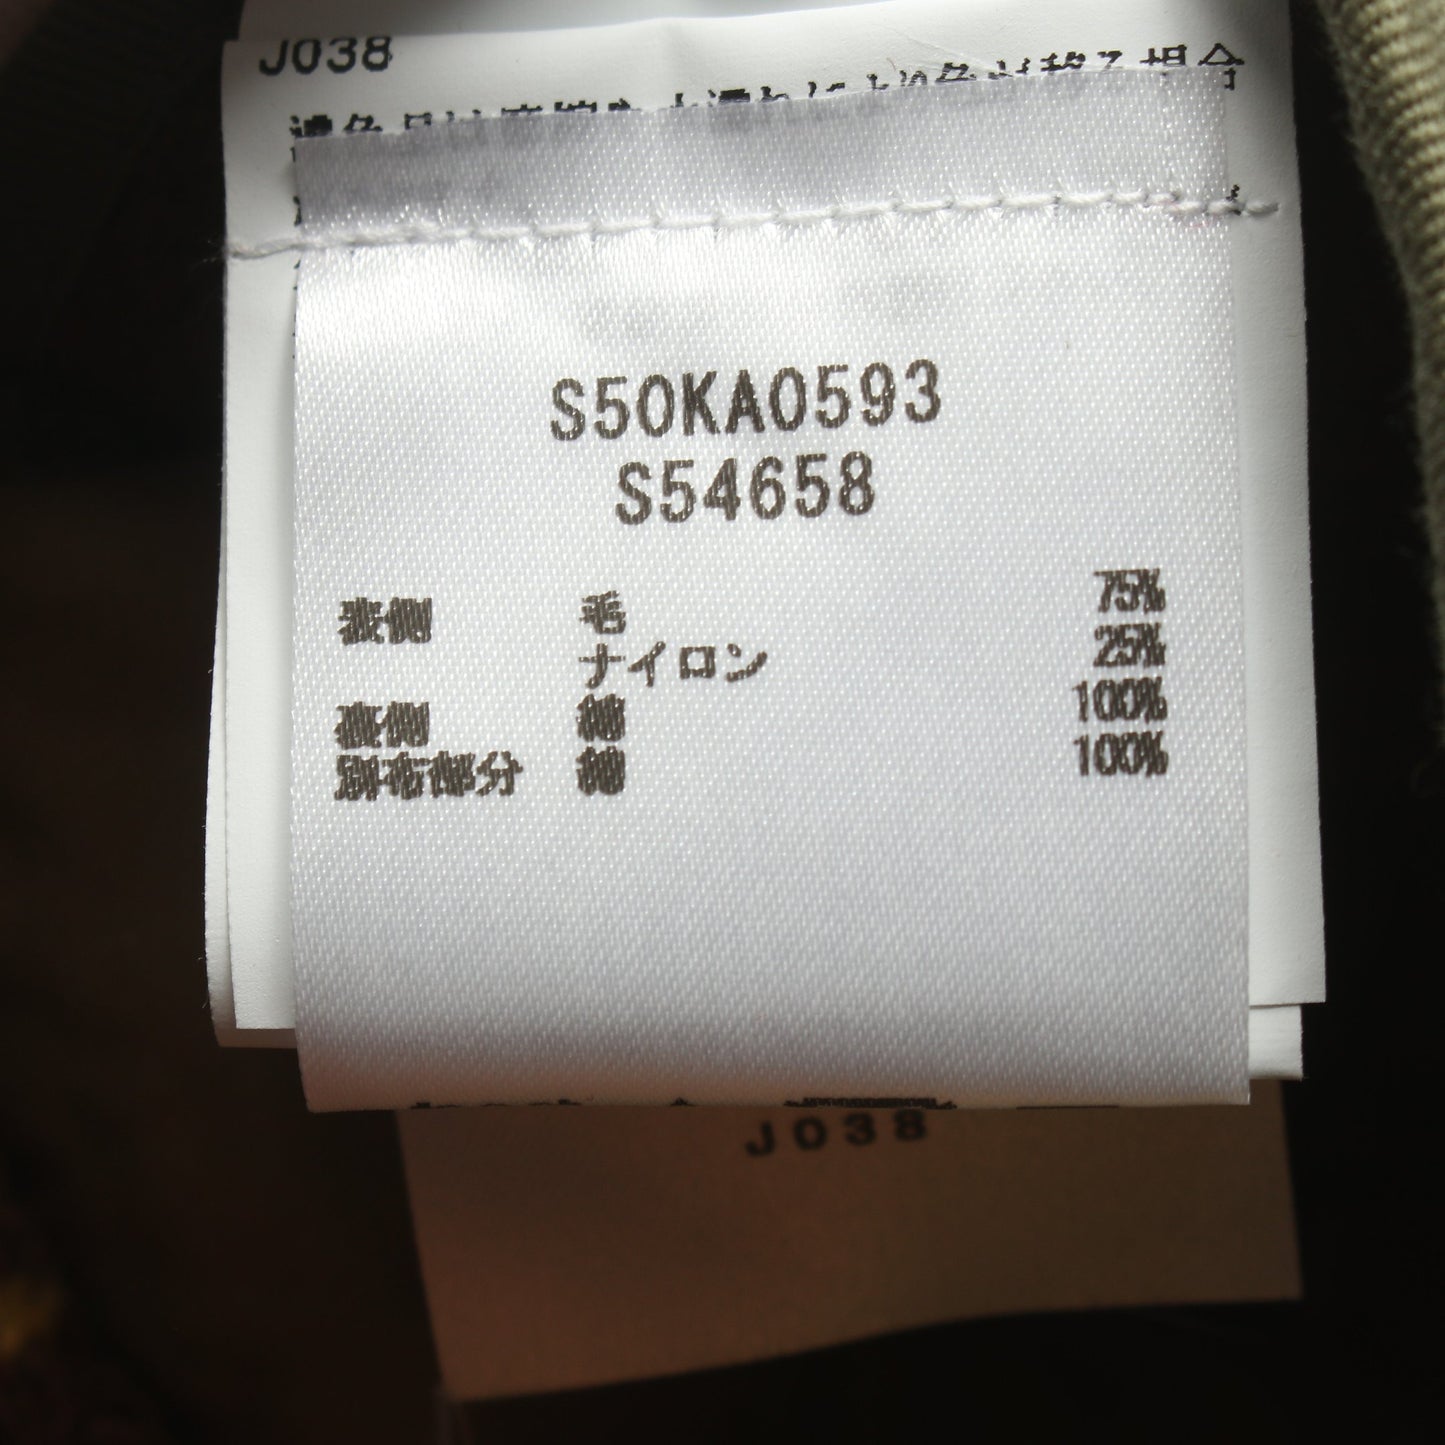 J038
S50KA0593
S54658
表側 毛 75%
ナイロン 25%
裏側 綿 100%
別布部分 綿 100%
J038